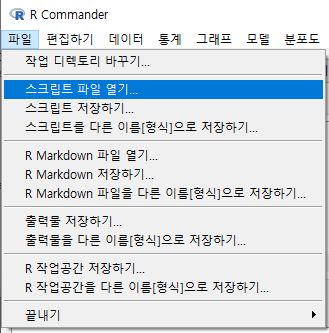 R Commander
파일 편집하기 데이터 통계 그래프 모델 분포도
작업 디렉토리 바꾸기...
스크립트 파일 열기...
스크립트 저장하기...
스크립트를 다른 이름[형식]으로 저장하기...
R Markdown 파일 열기...
R Markdown 저장하기...
R Markdown 파일을 다른 이름[형식]으로 저장하기...
출력물 저장하기...
출력물을 다른 이름[형식]으로 저장하기...
R 작업공간 저장하기...
R 작업공간을 다른 이름[형식]으로 저장하기...
끝내기